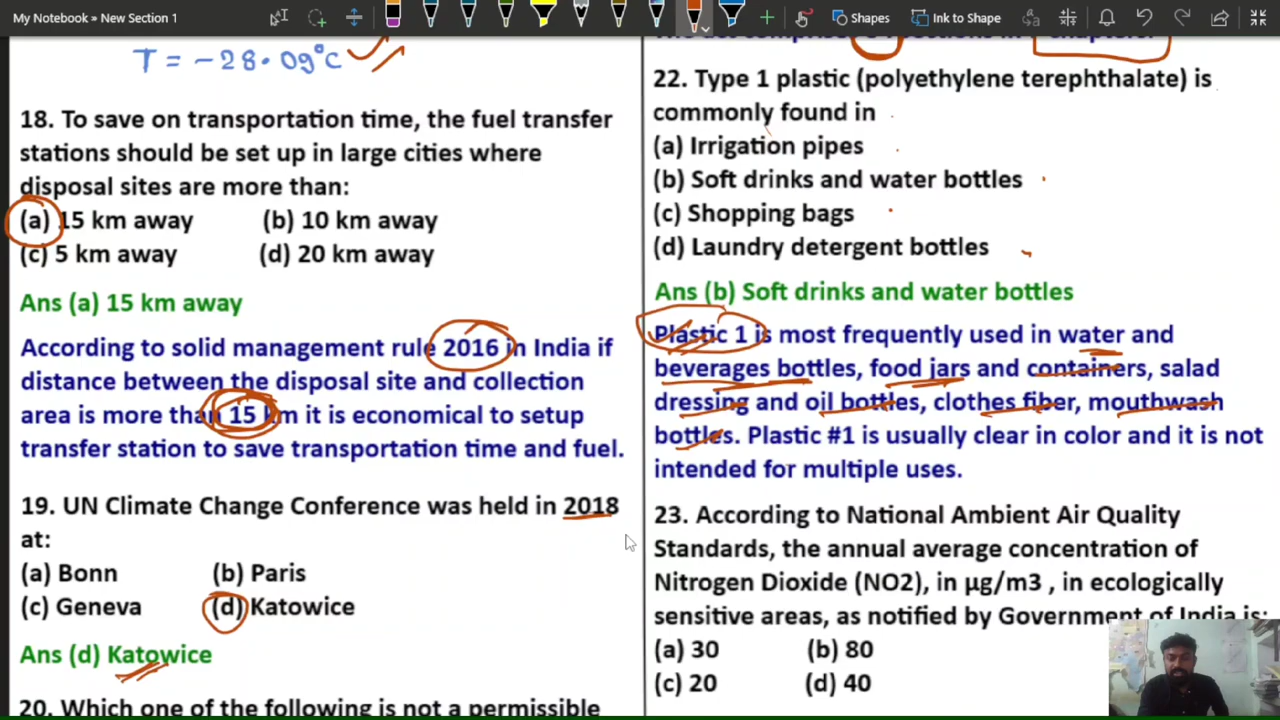 My Notebook » New Section 1
Shapes
Ink to Shape
T = -28.09°C
18. To save on transportation time, the fuel transfer
stations should be set up in large cities where
disposal sites are more than:
(a) 15 km away (b) 10 km away
(c) 5 km away (d) 20 km away
Ans (a) 15 km away
According to solid management rule 2016 in India if
distance between the disposal site and collection
area is more than 15 km it is economical to setup
transfer station to save transportation time and fuel.
19. UN Climate Change Conference was held in 2018
at:
(a) Bonn (b) Paris
(c) Geneva (d) Katowice
Ans (d) Katowice
20. Which one of the following is not a permissible
22. Type 1 plastic (polyethylene terephthalate) is
commonly found in
(a) Irrigation pipes
(b) Soft drinks and water bottles
(c) Shopping bags
(d) Laundry detergent bottles
Ans (b) Soft drinks and water bottles
Plastic 1 is most frequently used in water and
beverages bottles, food jars and containers, salad
dressing and oil bottles, clothes fiber, mouthwash
bottles. Plastic #1 is usually clear in color and it is not
intended for multiple uses.
23. According to National Ambient Air Quality
Standards, the annual average concentration of
Nitrogen Dioxide (NO2), in µg/m3 , in ecologically
sensitive areas, as notified by Government of India is:
(a) 30 (b) 80
(c) 20 (d) 40